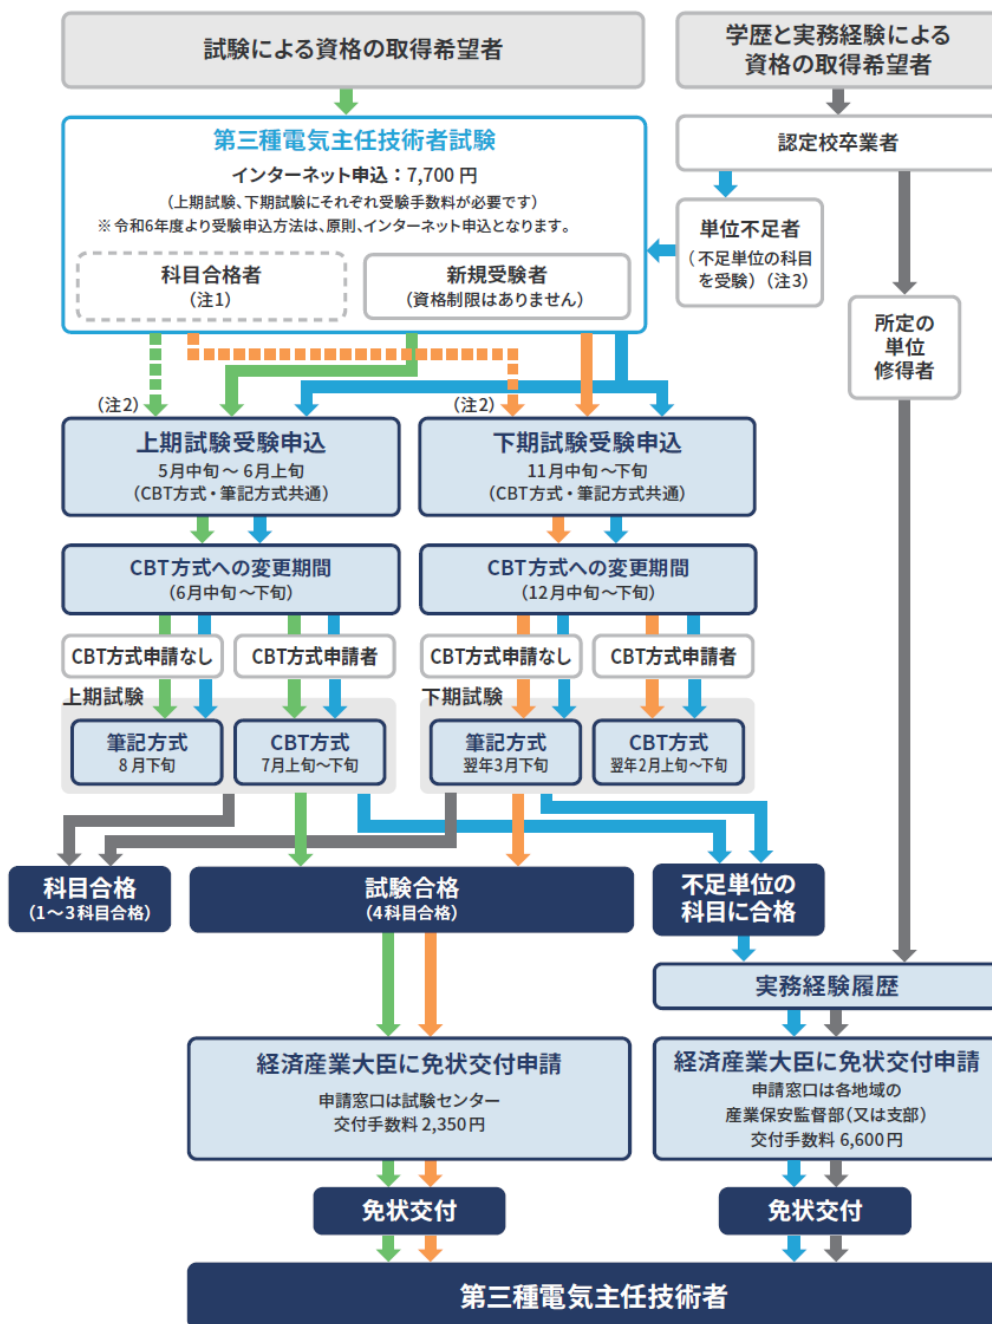 試験による資格の取得希望者
学歴と実務経験による
資格の取得希望者
第三種電気主任技術者試験
インターネット申込：7,700 円
（上期試験、下期試験にそれぞれ受験手数料が必要です）
※ 令和6年度より受験申込方法は、原則、インターネット申込となります。
科目合格者
（注1）
新規受験者
（資格制限はありません）
認定校卒業者
単位不足者
（不足単位の科目
を受験）（注3）
所定の
単位
修得者
（注2）
（注2）
上期試験受験申込
5月中旬～ 6月上旬
（CBT方式・筆記方式共通）
下期試験受験申込
11月中旬～下旬
（CBT方式・筆記方式共通）
CBT方式への変更期間
（6月中旬～下旬）
CBT方式への変更期間
（12月中旬～下旬）
CBT方式申請なし
CBT方式申請者
CBT方式申請なし
CBT方式申請者
上期試験
下期試験
筆記方式
8月下旬
CBT方式
7月上旬～下旬
筆記方式
翌年3月下旬
CBT方式
翌年2月上旬～下旬
科目合格
（1～3科目合格）
試験合格
（4科目合格）
不足単位の
科目に合格
実務経験履歴
経済産業大臣に免状交付申請
申請窓口は試験センター
交付手数料 2,350円
経済産業大臣に免状交付申請
申請窓口は各地域の
産業保安監督部（又は支部）
交付手数料 6,600円
免状交付
免状交付
第三種電気主任技術者